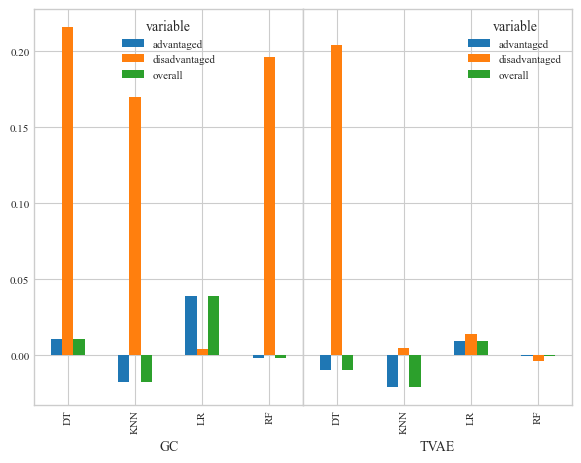 variable
advantaged
disadvantaged
overall
variable
advantaged
disadvantaged
overall
0.20
0.15
0.10
0.05
0.00
DT
KNN
LR
RF
DT
KNN
LR
RF
GC
TVAE